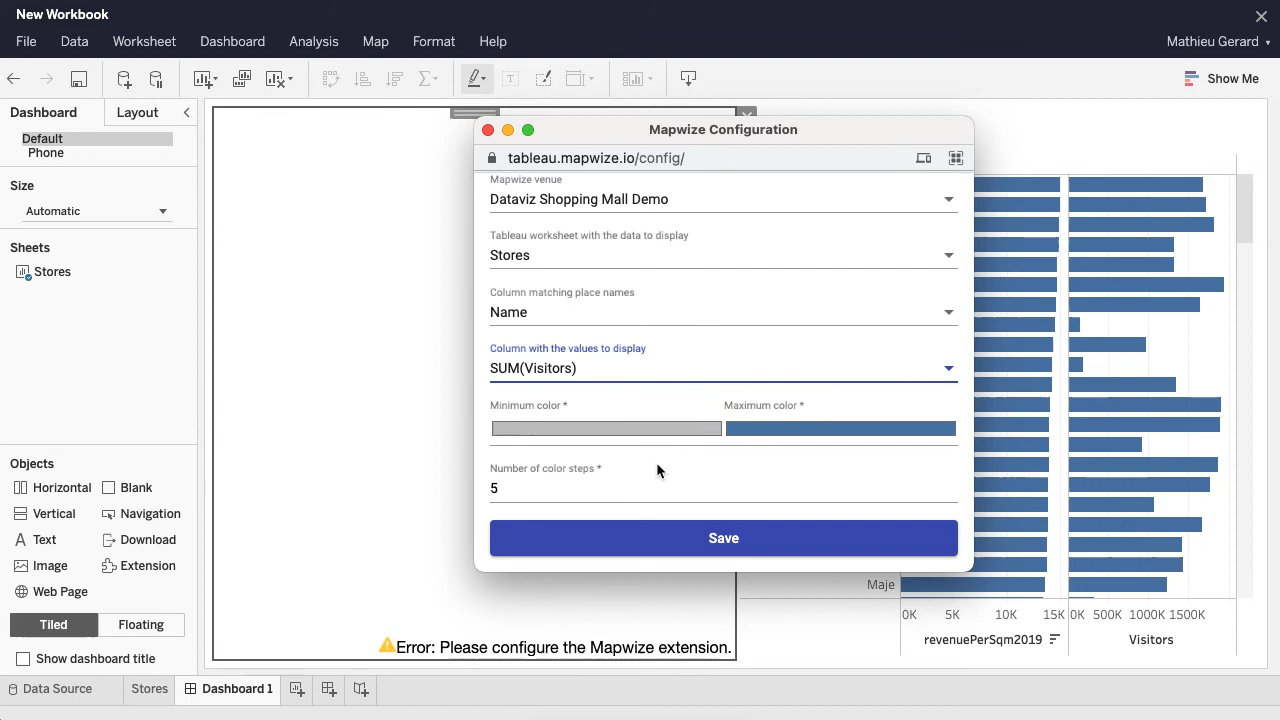 New Workbook
File Data Worksheet Dashboard Analysis Map Format Help
Mathieu Gerard
Show Me
Dashboard Layout
Default
Phone
Size
Automatic
Sheets
Stores
Objects
Horizontal Blank
Vertical Navigation
Text Download
Image Extension
Web Page
Tiled Floating
Show dashboard title
Mapwize Configuration
tableau.mapwize.io/config/
Mapwize venue
Dataviz Shopping Mall Demo
Tableau worksheet with the data to display
Stores
Column matching place names
Name
Column with the values to display
SUM(Visitors)
Minimum color * Maximum color *
Number of color steps *
5
Save
Error: Please configure the Mapwize extension.
Maje
0K 5K 10K 15K 0K 500K 1000K 1500K
revenuePerSqm2019 Visitors
Data Source Stores Dashboard 1